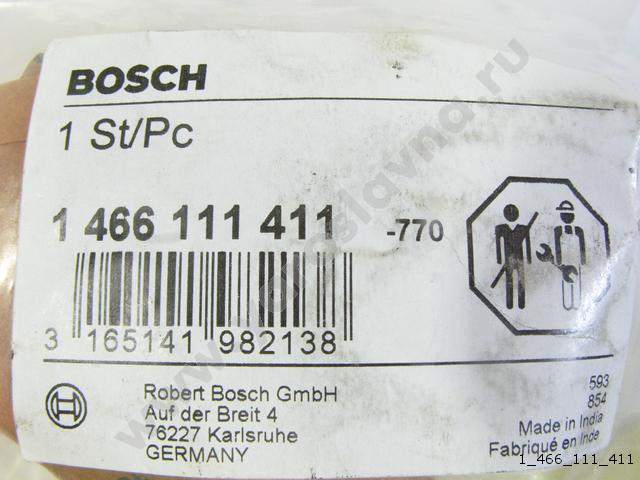 BOSCH
1 St/Pc
1 466 111 411 -770
3 165141 982138
Robert Bosch GmbH
Auf der Breit 4
76227 Karlsruhe
GERMANY
593
854
Made in India
Fabriqué en Inde
1_466_111_411